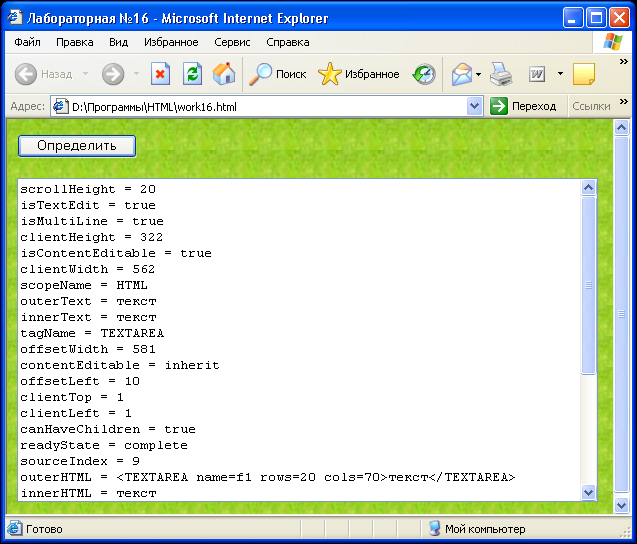 Лабораторная №16 - Microsoft Internet Explorer
Файл Правка Вид Избранное Сервис Справка
Назад Поиск Избранное
Адрес: D:\Программы\HTML\work16.html Переход Ссылки
Определить
scrollHeight = 20
isTextEdit = true
isMultiLine = true
clientHeight = 322
isContentEditable = true
clientWidth = 562
scopeName = HTML
outerText = текст
innerText = текст
tagName = TEXTAREA
offsetWidth = 581
contentEditable = inherit
offsetLeft = 10
clientTop = 1
clientLeft = 1
canHaveChildren = true
readyState = complete
sourceIndex = 9
outerHTML = <TEXTAREA name=f1 rows=20 cols=70>текст</TEXTAREA>
innerHTML = текст
Готово Мой компьютер